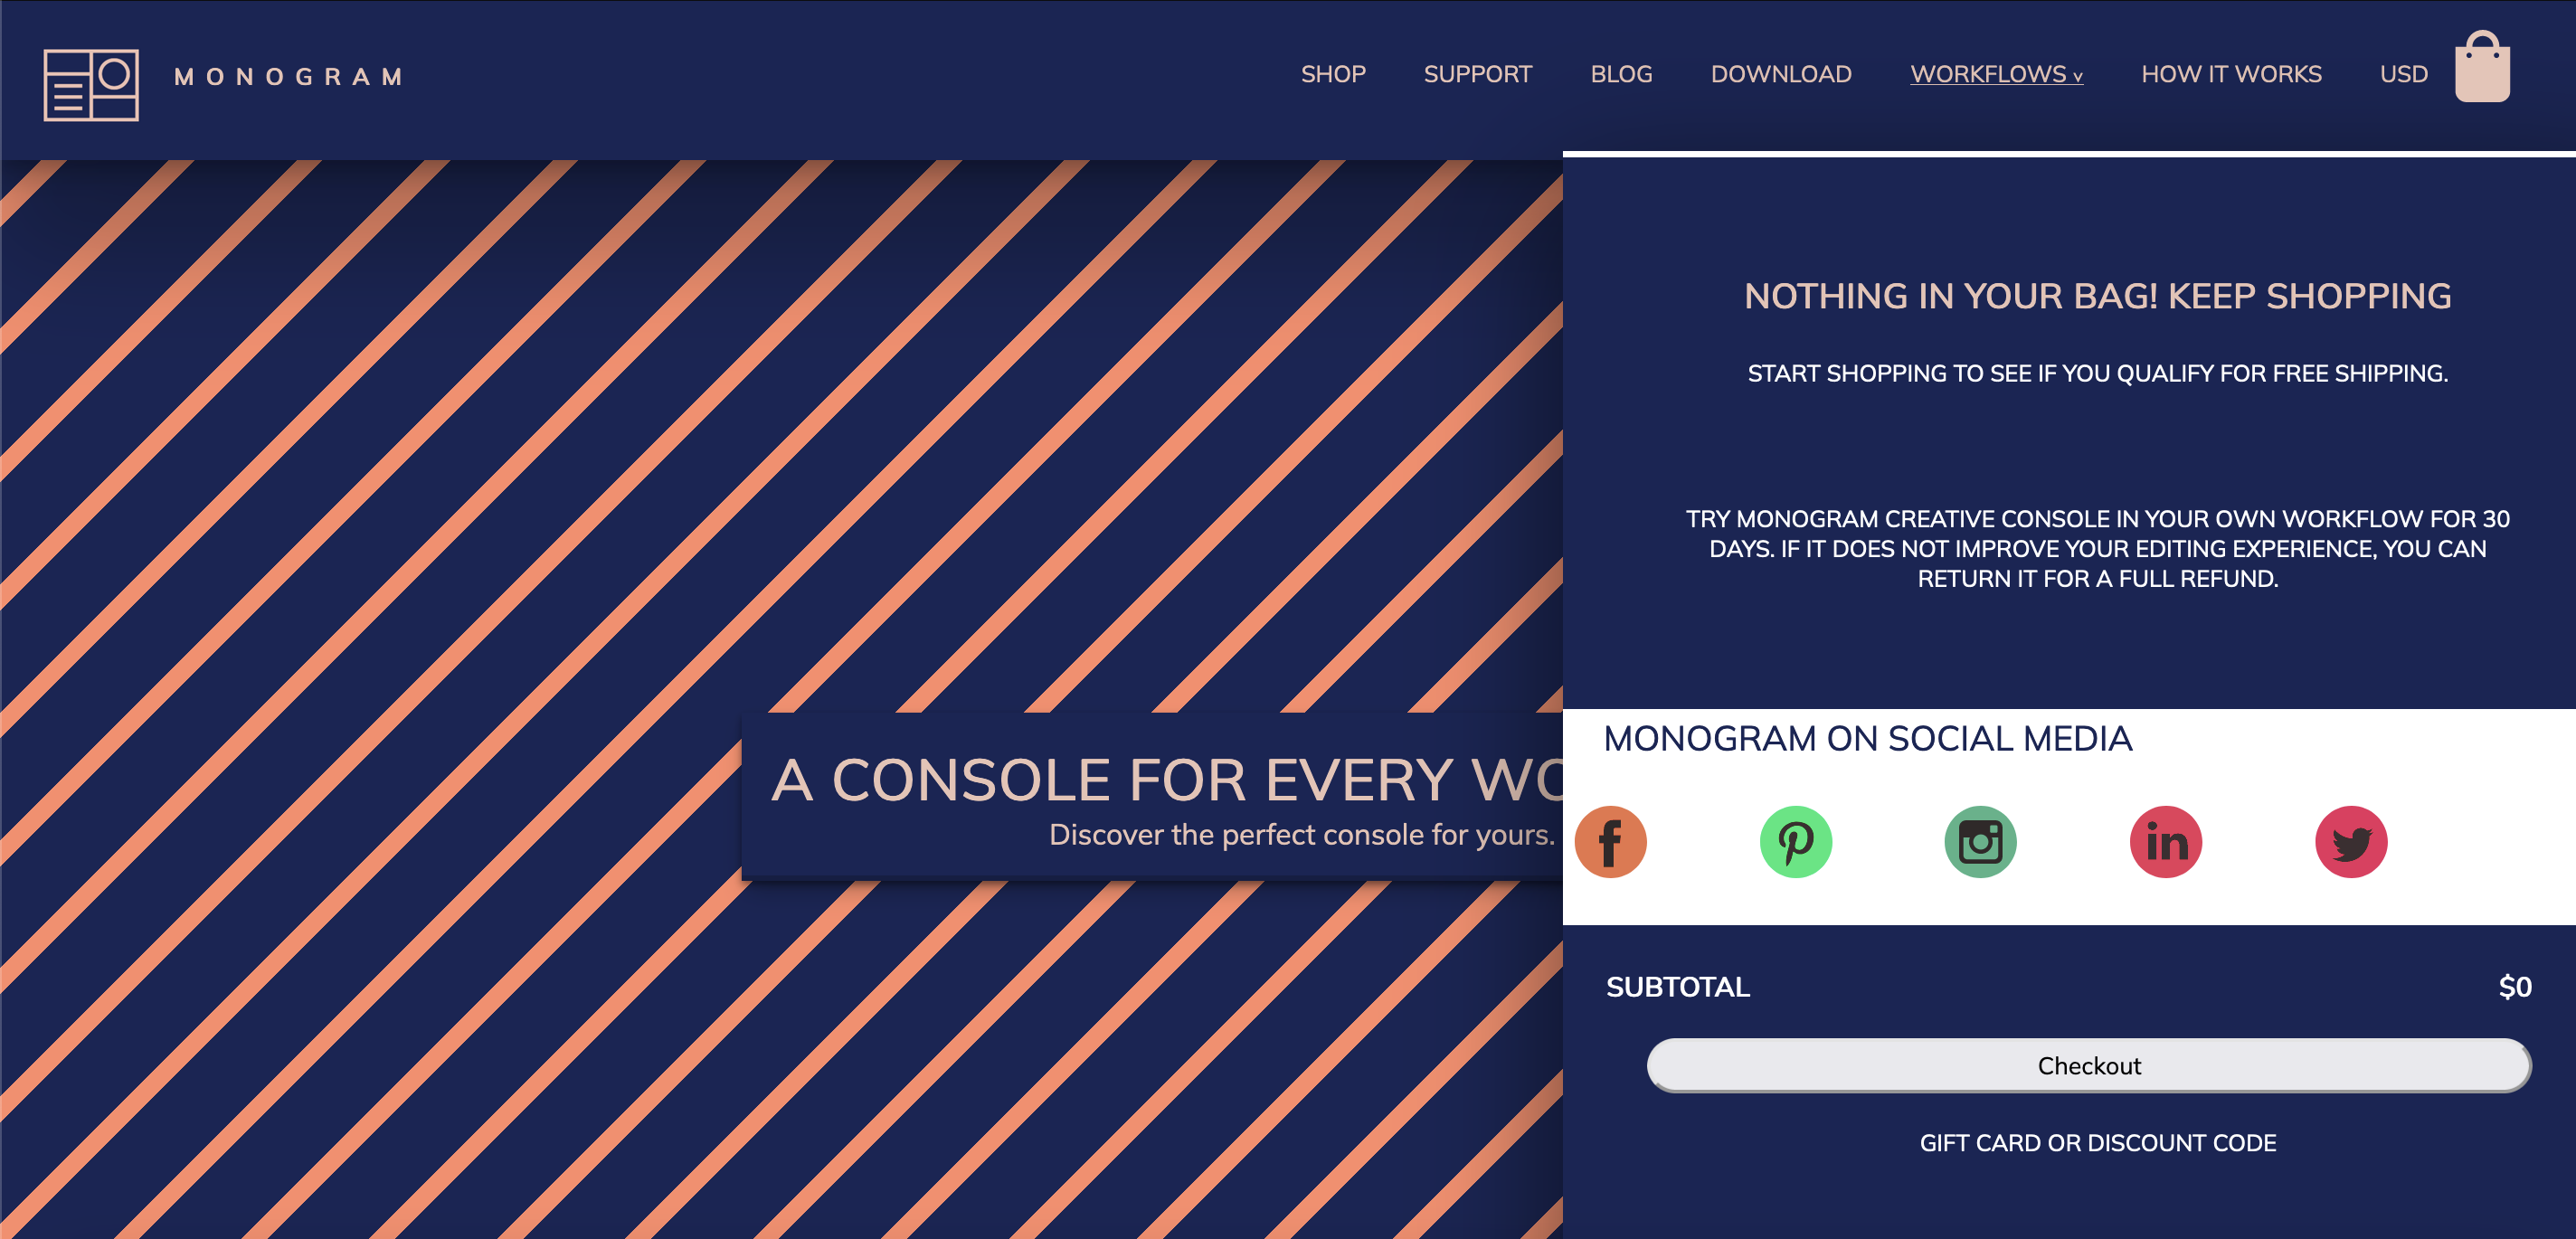 MONOGRAM
SHOP
SUPPORT
BLOG
DOWNLOAD
WORKFLOWS v
HOW IT WORKS
USD
A CONSOLE FOR EVERY
Discover the perfect console for yours.
NOTHING IN YOUR BAG! KEEP SHOPPING
START SHOPPING TO SEE IF YOU QUALIFY FOR FREE SHIPPING.
TRY MONOGRAM CREATIVE CONSOLE IN YOUR OWN WORKFLOW FOR 30
DAYS. IF IT DOES NOT IMPROVE YOUR EDITING EXPERIENCE, YOU CAN
RETURN IT FOR A FULL REFUND.
MONOGRAM ON SOCIAL MEDIA
SUBTOTAL
$0
Checkout
GIFT CARD OR DISCOUNT CODE